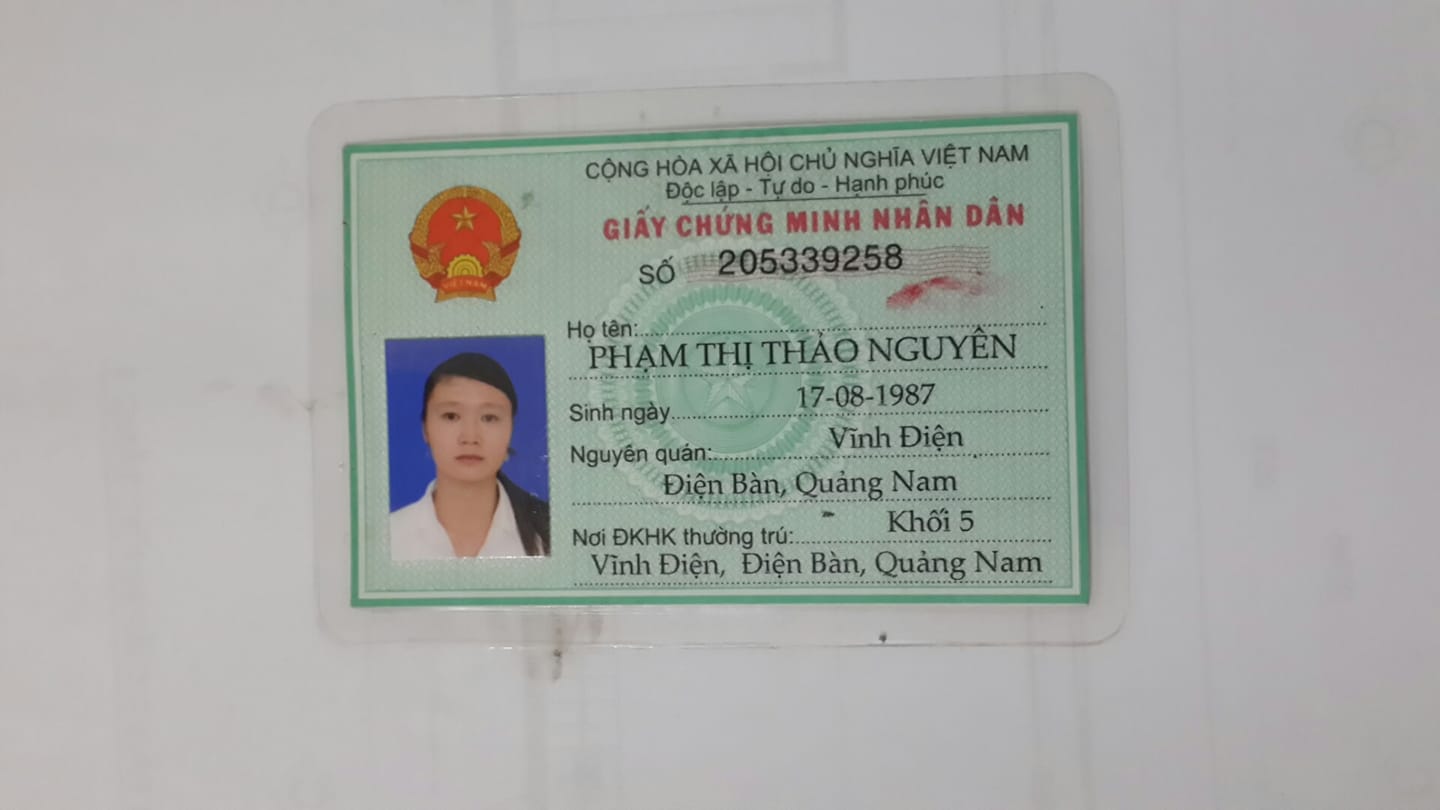 CỘNG HÒA XÃ HỘI CHỦ NGHĨA VIỆT NAM
Độc lập - Tự do - Hạnh phúc
GIẤY CHỨNG MINH NHÂN DÂN
SỐ 205339258
VIỆT NAM
Họ tên:
PHẠM THỊ THẢO NGUYÊN
Sinh ngày 17-08-1987
Nguyên quán: Vĩnh Điện
Điện Bàn, Quảng Nam
Nơi ĐKHK thường trú: Khối 5
Vĩnh Điện, Điện Bàn, Quảng Nam